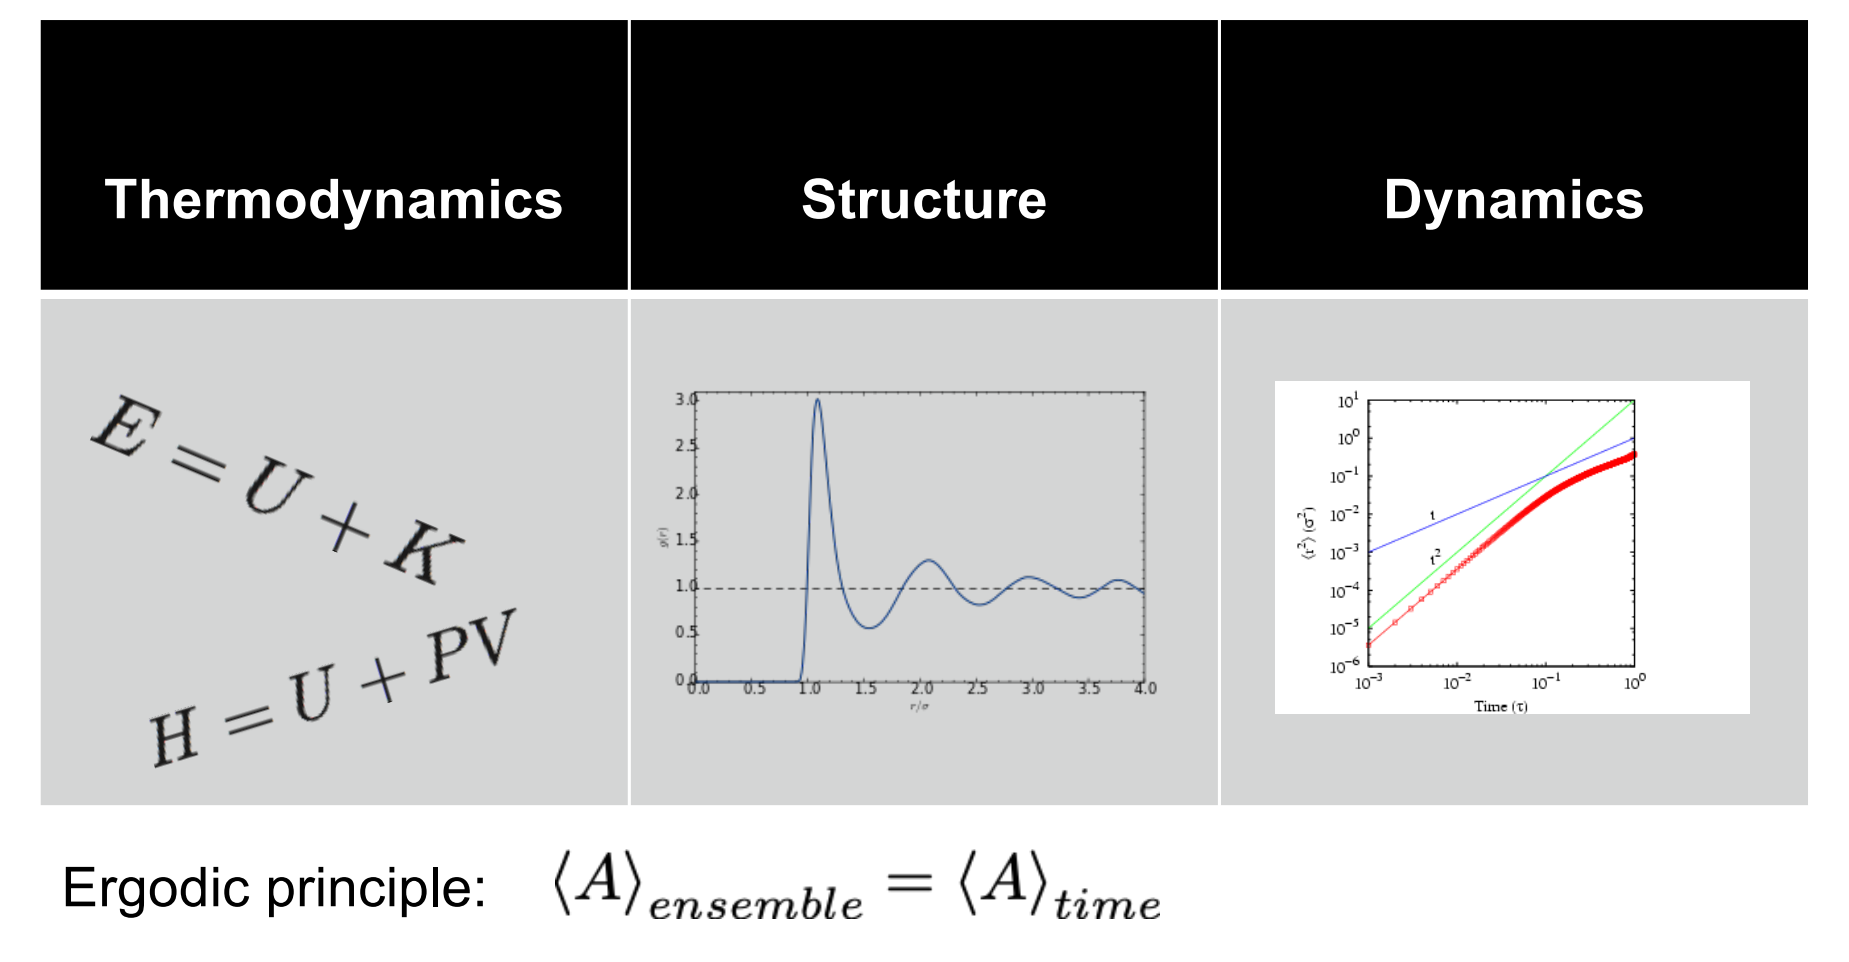 Thermodynamics
Structure
Dynamics
E = U + K
H = U + PV
3.0
2.5
2.0
1.5
1.0
0.5
0.0
g(r)
0.0 0.5 1.0 1.5 2.0 2.5 3.0 3.5 4.0
r/σ
10¹
10⁰
10⁻¹
10⁻²
10⁻³
10⁻⁴
10⁻⁵
10⁻⁶
⟨r²⟩ (σ²)
t
t²
10⁻³ 10⁻² 10⁻¹ 10⁰
Time (τ)
Ergodic principle: ⟨A⟩ensemble = ⟨A⟩time